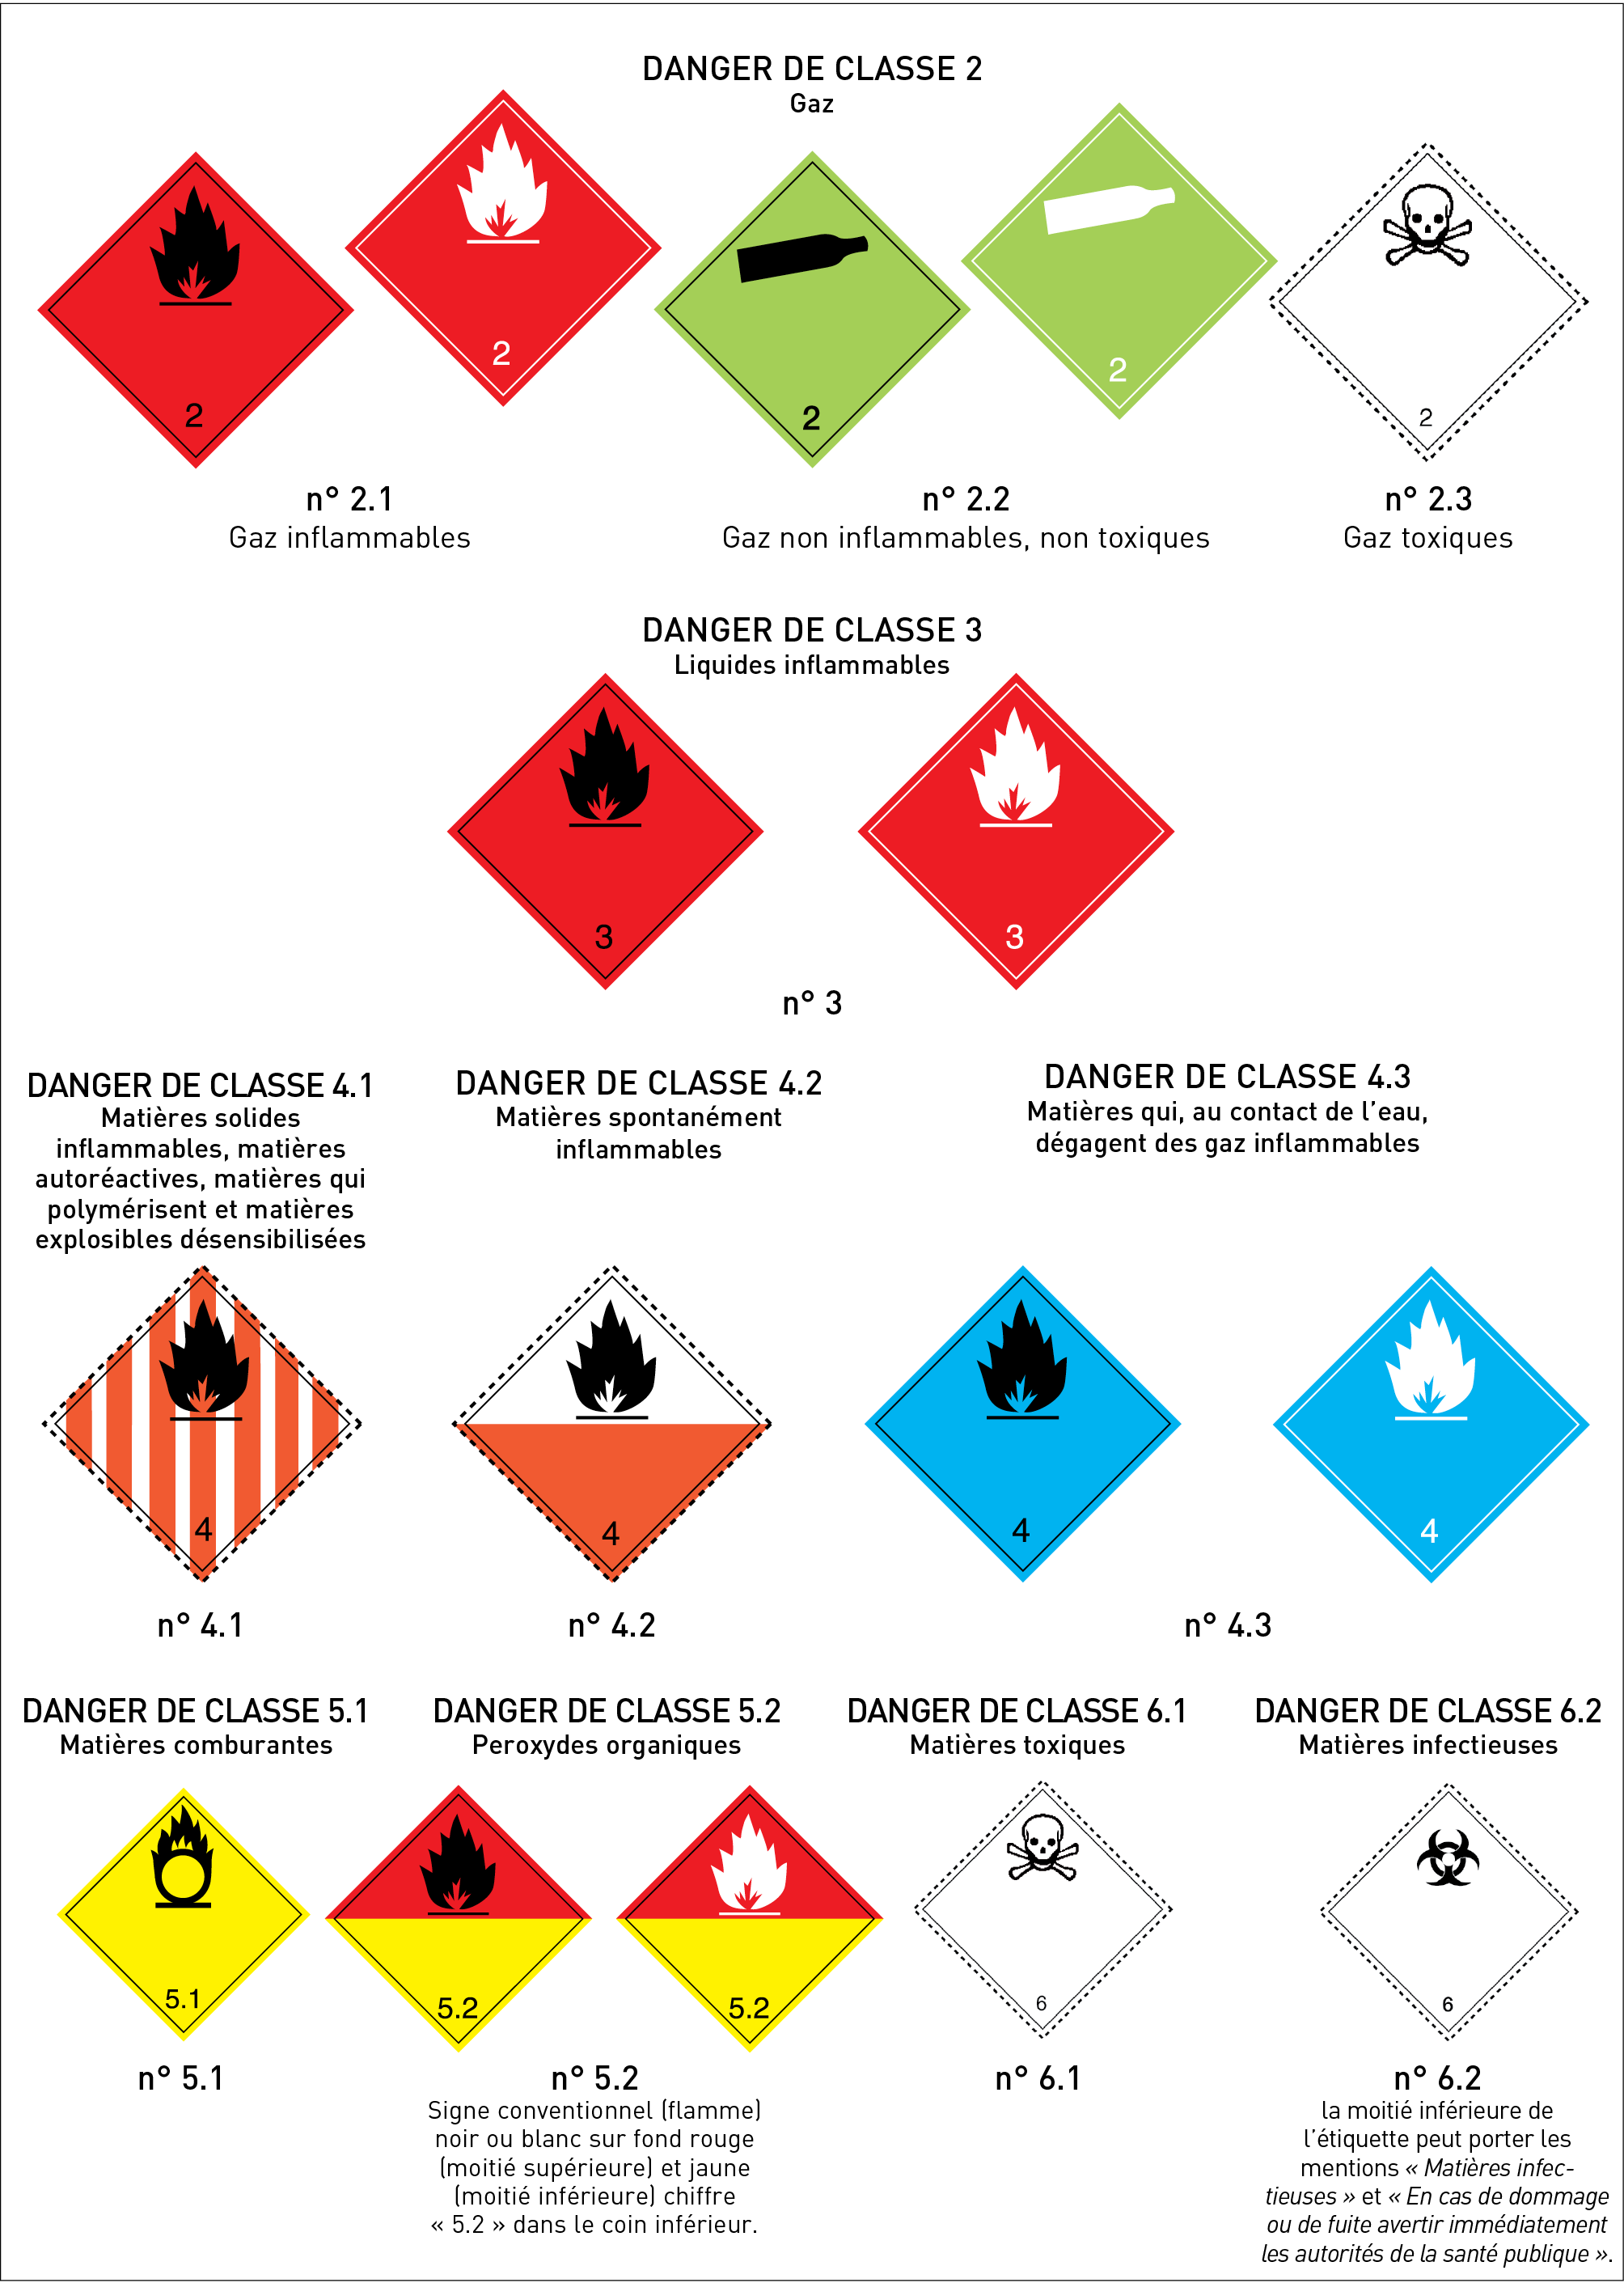 DANGER DE CLASSE 2
Gaz
2
2
2
2
2
n° 2.1
Gaz inflammables
n° 2.2
Gaz non inflammables, non toxiques
n° 2.3
Gaz toxiques
DANGER DE CLASSE 3
Liquides inflammables
3
3
n° 3
DANGER DE CLASSE 4.1
Matières solides
inflammables, matières
autoréactives, matières qui
polymérisent et matières
explosibles désensibilisées
4
n° 4.1
DANGER DE CLASSE 4.2
Matières spontanément
inflammables
4
n° 4.2
DANGER DE CLASSE 4.3
Matières qui, au contact de l’eau,
dégagent des gaz inflammables
4
4
n° 4.3
DANGER DE CLASSE 5.1
Matières comburantes
5.1
n° 5.1
DANGER DE CLASSE 5.2
Peroxydes organiques
5.2
5.2
n° 5.2
Signe conventionnel (flamme)
noir ou blanc sur fond rouge
(moitié supérieure) et jaune
(moitié inférieure) chiffre
« 5.2 » dans le coin inférieur.
DANGER DE CLASSE 6.1
Matières toxiques
6
n° 6.1
DANGER DE CLASSE 6.2
Matières infectieuses
6
n° 6.2
la moitié inférieure de
l’étiquette peut porter les
mentions « Matières infec-
tieuses » et « En cas de dommage
ou de fuite avertir immédiatement
les autorités de la santé publique ».